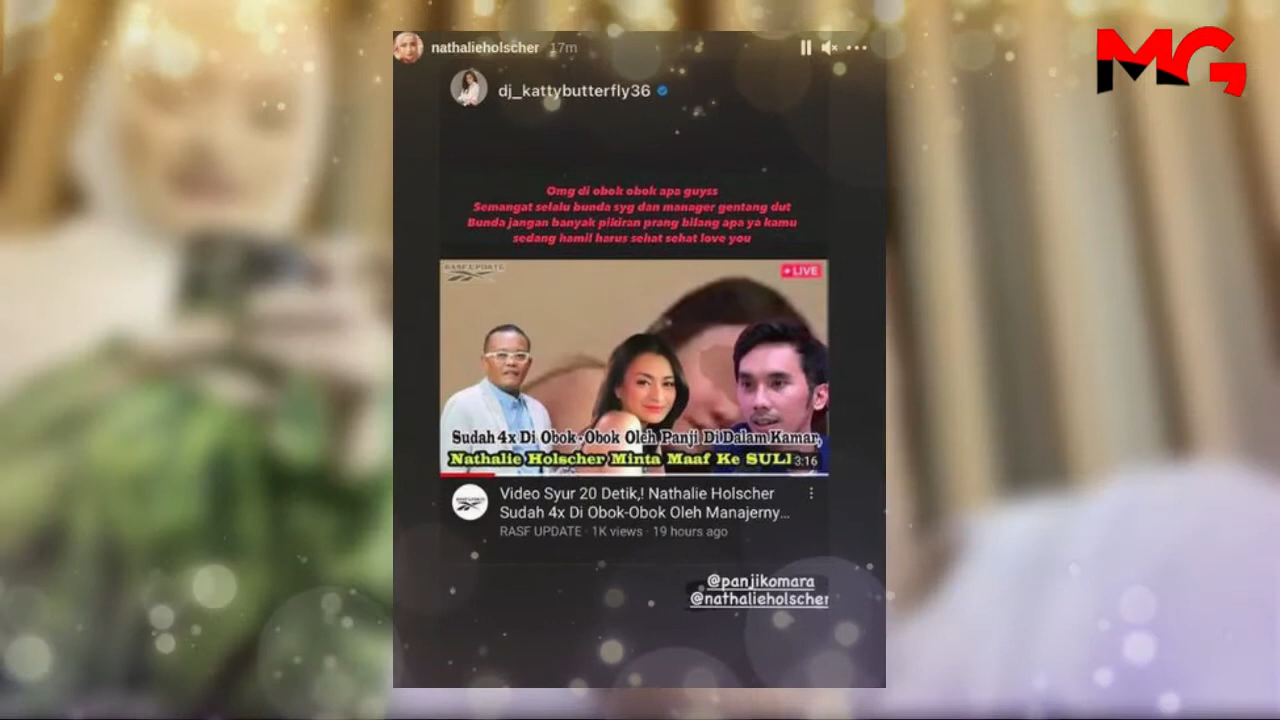 MG
nathalieholscher 17m
dj_kattybutterfly36
Omg di obok obok apa guyss
Semangat selalu bunda syg dan manager gentang dut
Bunda jangan banyak pikiran prang bilang apa ya kamu
sedang hamil harus sehat sehat love you
RASF UPDATE
LIVE
Sudah 4x Di Obok-Obok Oleh Panji Di Dalam Kamar,
Nathalie Holscher Minta Maaf Ke SULE
3:16
Video Syur 20 Detik,! Nathalie Holscher
Sudah 4x Di Obok-Obok Oleh Manajerny...
RASF UPDATE · 1K views · 19 hours ago
@panjikomara
@nathalieholscher